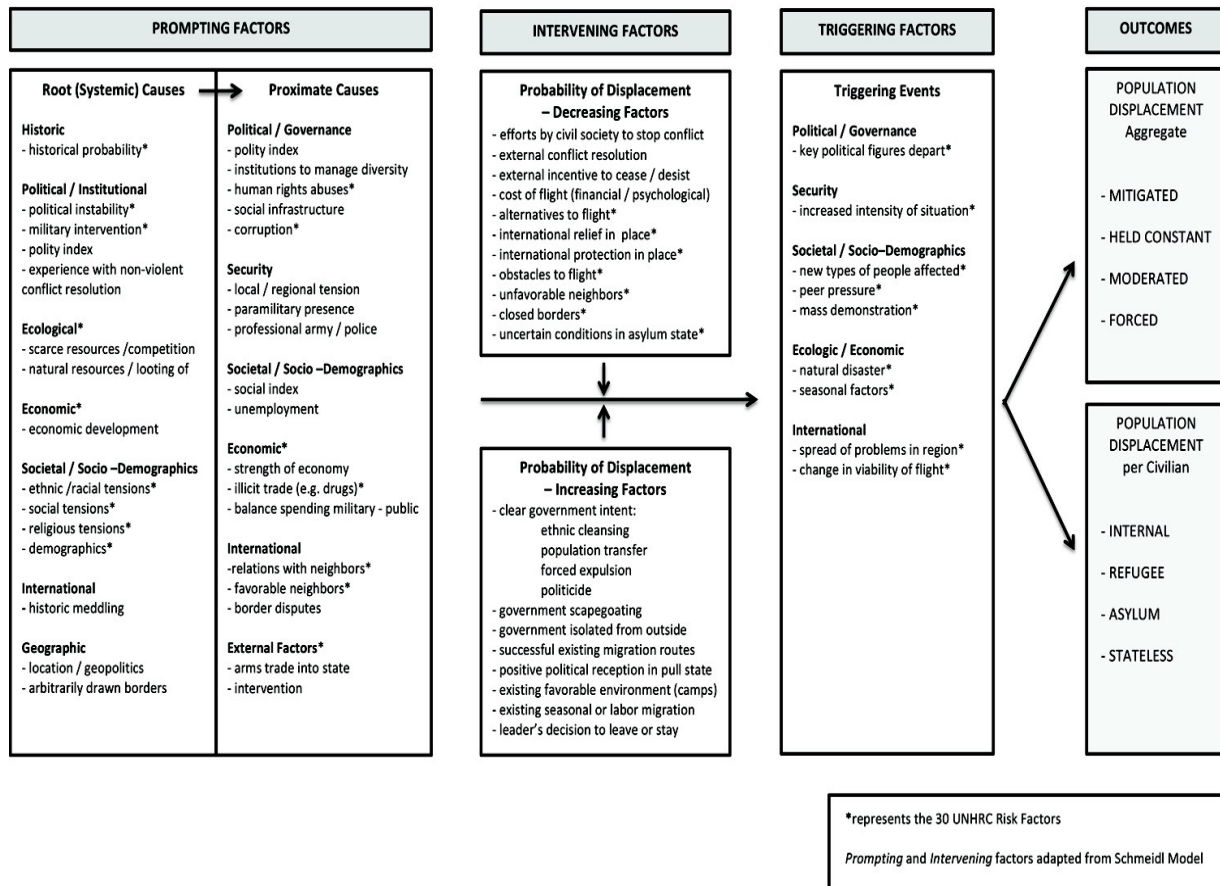 PROMPTING FACTORS
Root (Systemic) Causes
Historic
- historical probability*
Political / Institutional
- political instability*
- military intervention*
- polity index
- experience with non-violent
conflict resolution
Ecological*
- scarce resources /competition
- natural resources / looting of
Economic*
- economic development
Societal / Socio –Demographics
- ethnic /racial tensions*
- social tensions*
- religious tensions*
- demographics*
International
- historic meddling
Geographic
- location / geopolitics
- arbitrarily drawn borders
Proximate Causes
Political / Governance
- polity index
- institutions to manage diversity
- human rights abuses*
- social infrastructure
- corruption*
Security
- local / regional tension
- paramilitary presence
- professional army / police
Societal / Socio –Demographics
- social index
- unemployment
Economic*
- strength of economy
- illicit trade (e.g. drugs)*
- balance spending military - public
International
-relations with neighbors*
- favorable neighbors*
- border disputes
External Factors*
- arms trade into state
- intervention
INTERVENING FACTORS
Probability of Displacement
– Decreasing Factors
- efforts by civil society to stop conflict
- external conflict resolution
- external incentive to cease / desist
- cost of flight (financial / psychological)
- alternatives to flight*
- international relief in place*
- international protection in place*
- obstacles to flight*
- unfavorable neighbors*
- closed borders*
- uncertain conditions in asylum state*
Probability of Displacement
– Increasing Factors
- clear government intent:
ethnic cleansing
population transfer
forced expulsion
politicide
- government scapegoating
- government isolated from outside
- successful existing migration routes
- positive political reception in pull state
- existing favorable environment (camps)
- existing seasonal or labor migration
- leader's decision to leave or stay
TRIGGERING FACTORS
Triggering Events
Political / Governance
- key political figures depart*
Security
- increased intensity of situation*
Societal / Socio–Demographics
- new types of people affected*
- peer pressure*
- mass demonstration*
Ecologic / Economic
- natural disaster*
- seasonal factors*
International
- spread of problems in region*
- change in viability of flight*
OUTCOMES
POPULATION
DISPLACEMENT
Aggregate
- MITIGATED
- HELD CONSTANT
- MODERATED
- FORCED
POPULATION
DISPLACEMENT
per Civilian
- INTERNAL
- REFUGEE
- ASYLUM
- STATELESS
*represents the 30 UNHRC Risk Factors
Prompting and Intervening factors adapted from Schmeidl Model